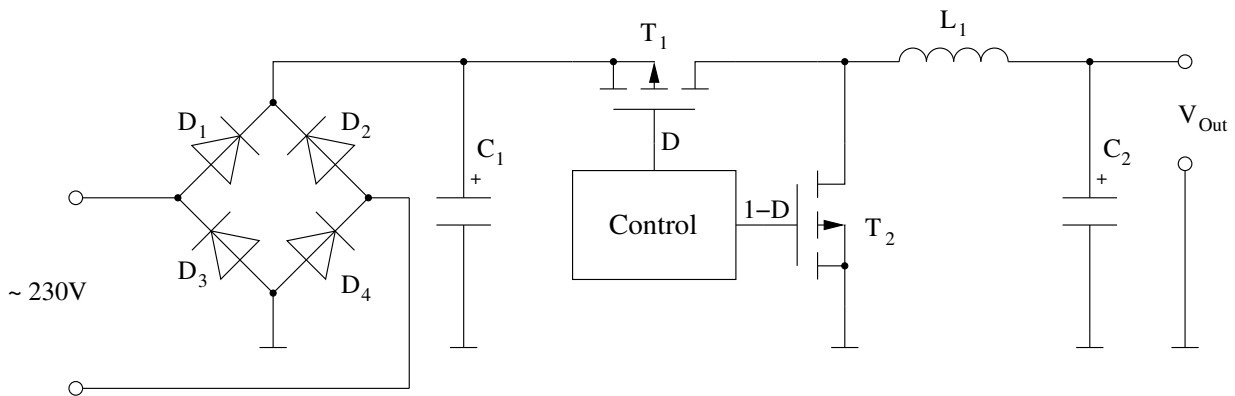 L1
T1
D1
D2
VOut
D
C1
C2
+
+
1−D
Control
T2
D3
D4
~ 230V